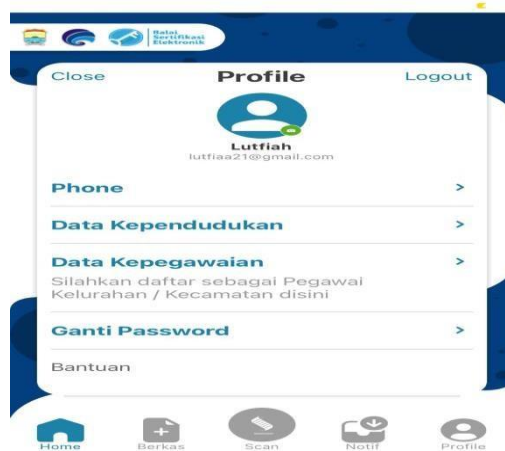 Balai
Sertifikasi
Elektronik
Close Profile Logout
Lutfiah
lutfiaa21@gmail.com
Phone >
Data Kependudukan >
Data Kepegawaian >
Silahkan daftar sebagai Pegawai
Kelurahan / Kecamatan disini
Ganti Password >
Bantuan
Home Berkas Scan Notif Profile